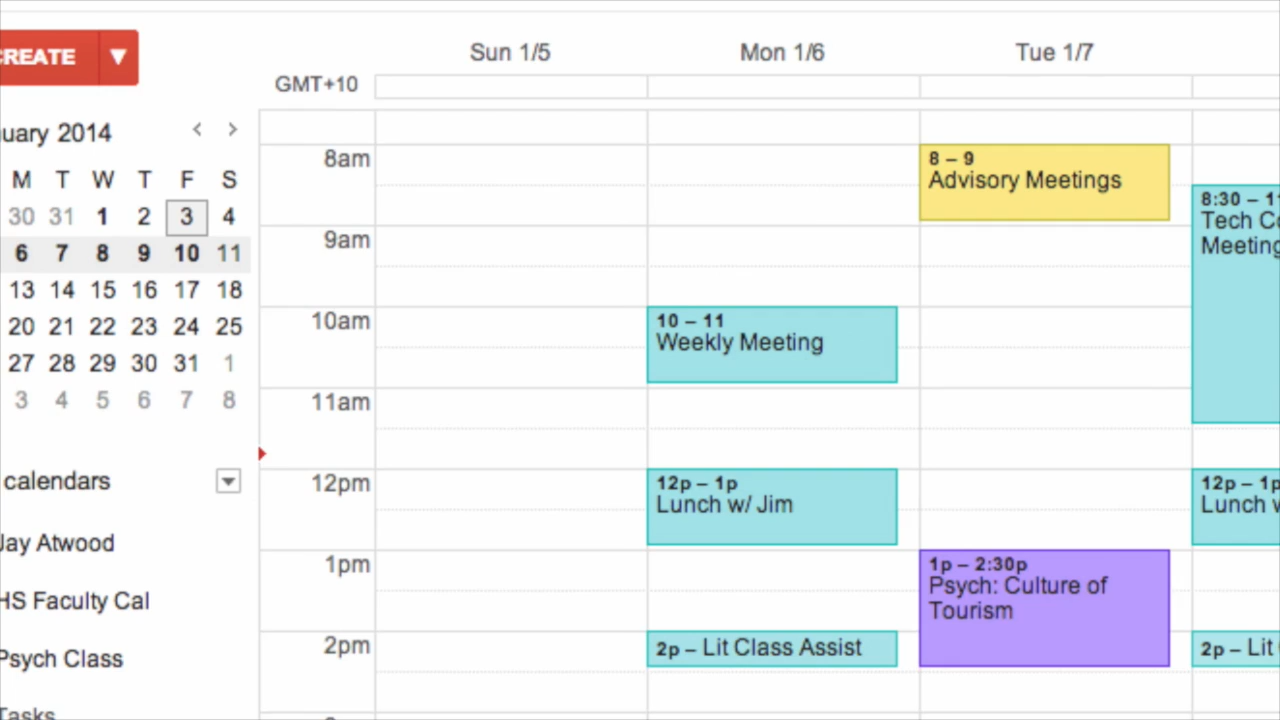 CREATE ▼
Sun 1/5 Mon 1/6 Tue 1/7
GMT+10
uary 2014 < >
M T W T F S
30 31 1 2 3 4
6 7 8 9 10 11
13 14 15 16 17 18
20 21 22 23 24 25
27 28 29 30 31 1
3 4 5 6 7 8
calendars
Jay Atwood
HS Faculty Cal
Psych Class
Tasks
8am
9am
10am
11am
12pm
1pm
2pm
10 – 11
Weekly Meeting
12p – 1p
Lunch w/ Jim
2p – Lit Class Assist
8 – 9
Advisory Meetings
1p – 2:30p
Psych: Culture of
Tourism
8:30 – 11
Tech Co
Meeting
12p – 1p
Lunch w
2p – Lit